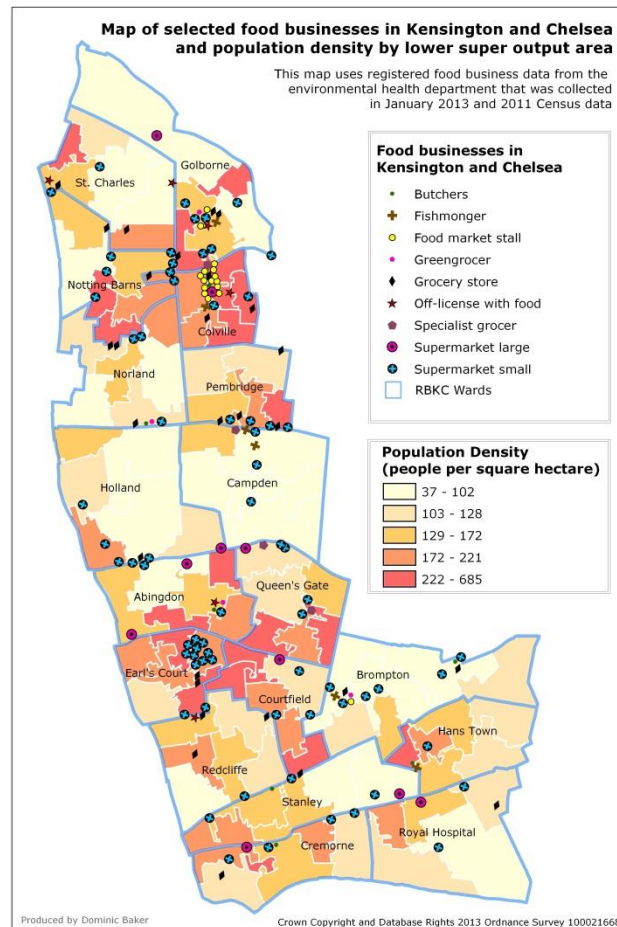 Map of selected food businesses in Kensington and Chelsea
and population density by lower super output area
This map uses registered food business data from the
environmental health department that was collected
in January 2013 and 2011 Census data
Food businesses in
Kensington and Chelsea
Butchers
Fishmonger
Food market stall
Greengrocer
Grocery store
Off-license with food
Specialist grocer
Supermarket large
Supermarket small
RBKC Wards
Population Density
(people per square hectare)
37 - 102
103 - 128
129 - 172
172 - 221
222 - 685
Golborne
St. Charles
Notting Barns
Colville
Norland
Pembridge
Holland
Campden
Abingdon
Queen's Gate
Earl's Court
Brompton
Courtfield
Hans Town
Redcliffe
Stanley
Royal Hospital
Cremorne
Produced by Dominic Baker
Crown Copyright and Database Rights 2013 Ordnance Survey 100021668